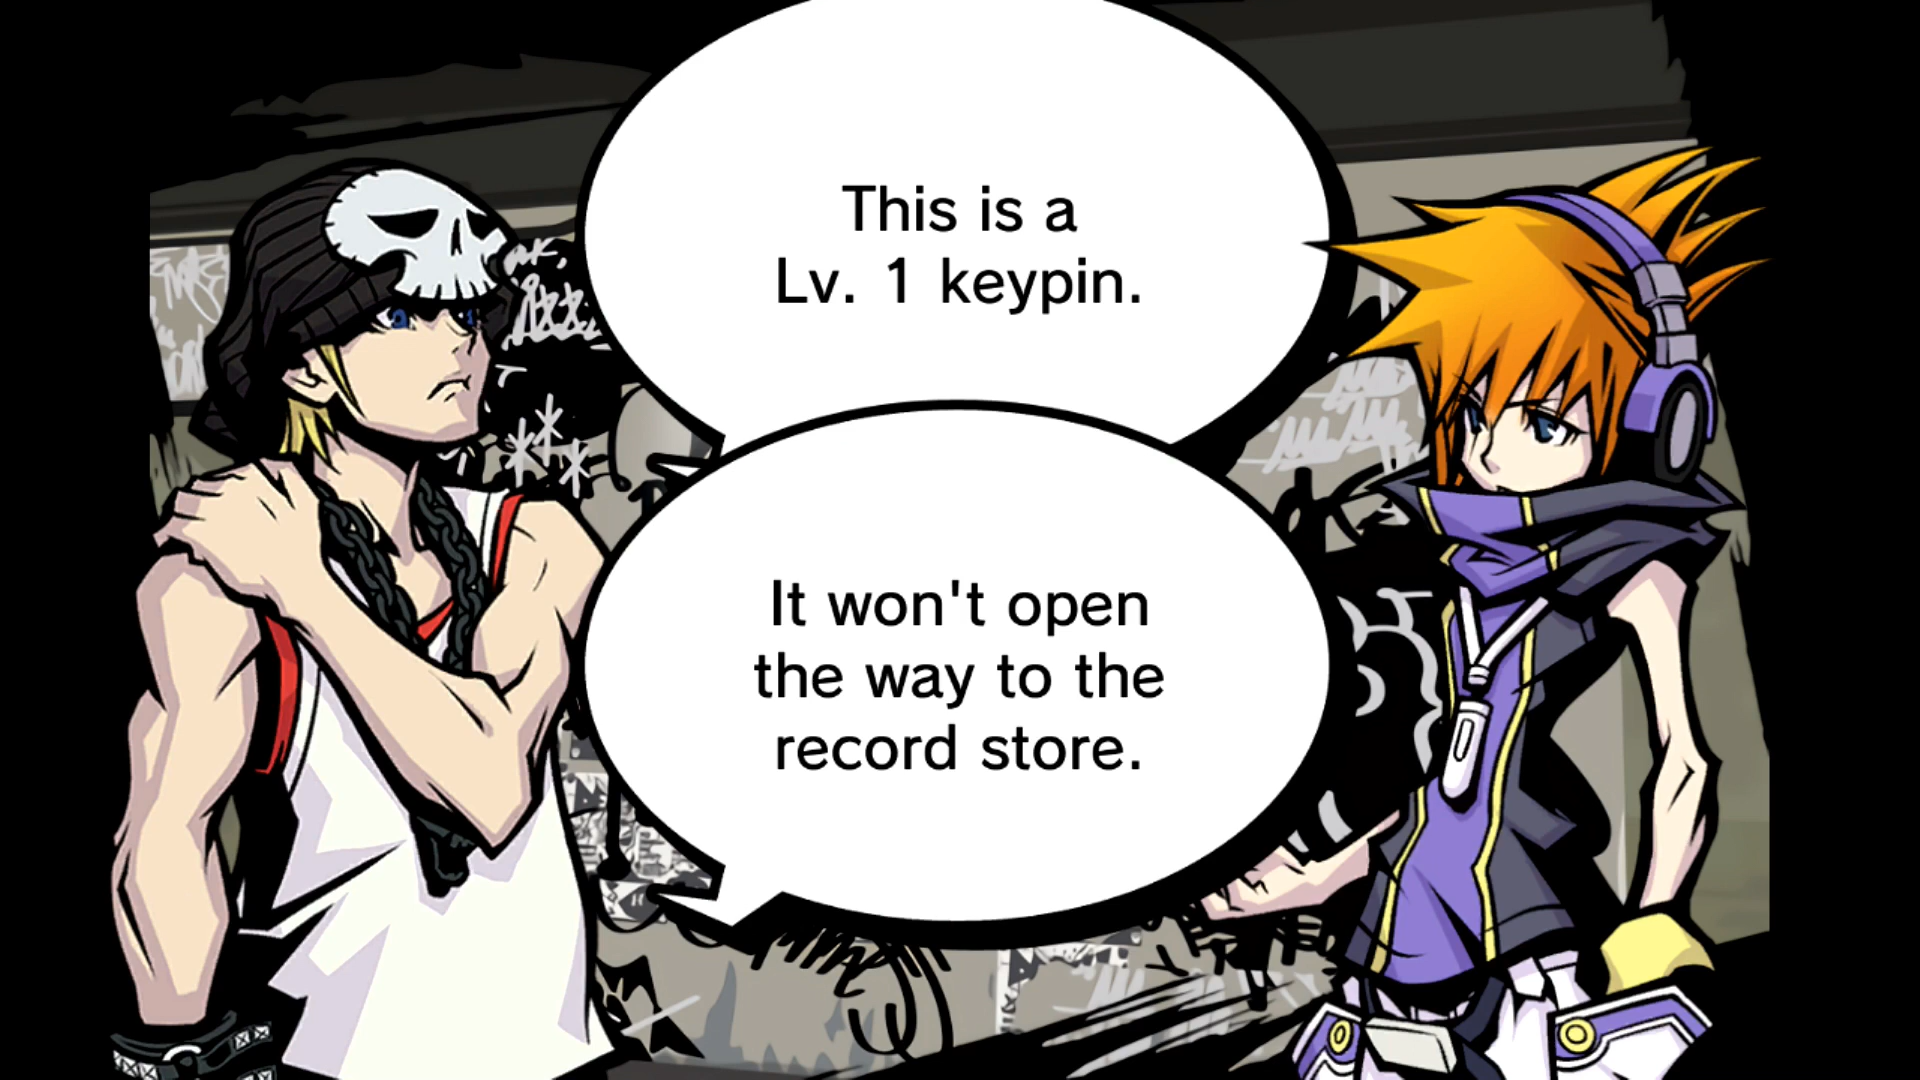 This is a
Lv. 1 keypin.
It won't open
the way to the
record store.